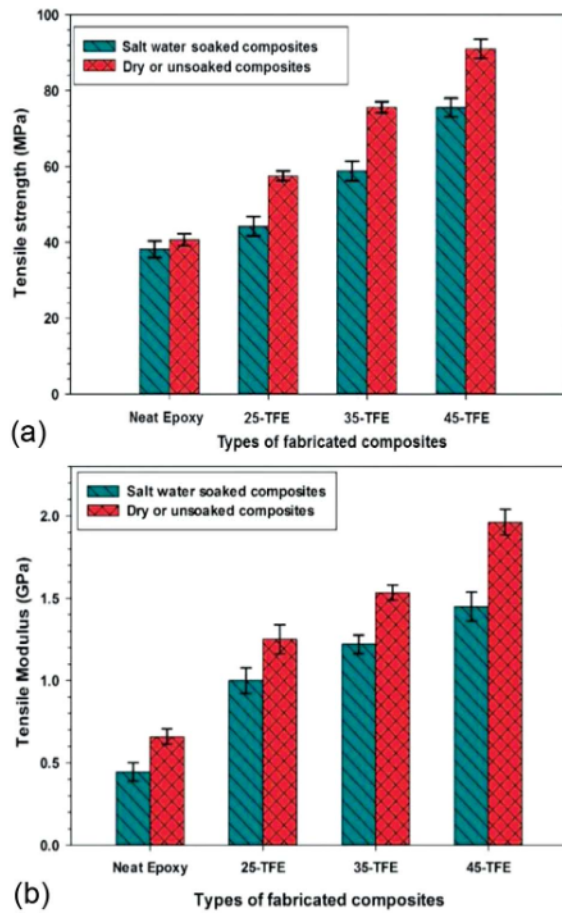 100
80
60
40
20
0
Tensile strength (MPa)
Salt water soaked composites
Dry or unsoaked composites
Neat Epoxy 25-TFE 35-TFE 45-TFE
(a)
Types of fabricated composites
2.0
1.5
1.0
0.5
0.0
Tensile Modulus (GPa)
Salt water soaked composites
Dry or unsoaked composites
Neat Epoxy 25-TFE 35-TFE 45-TFE
(b)
Types of fabricated composites